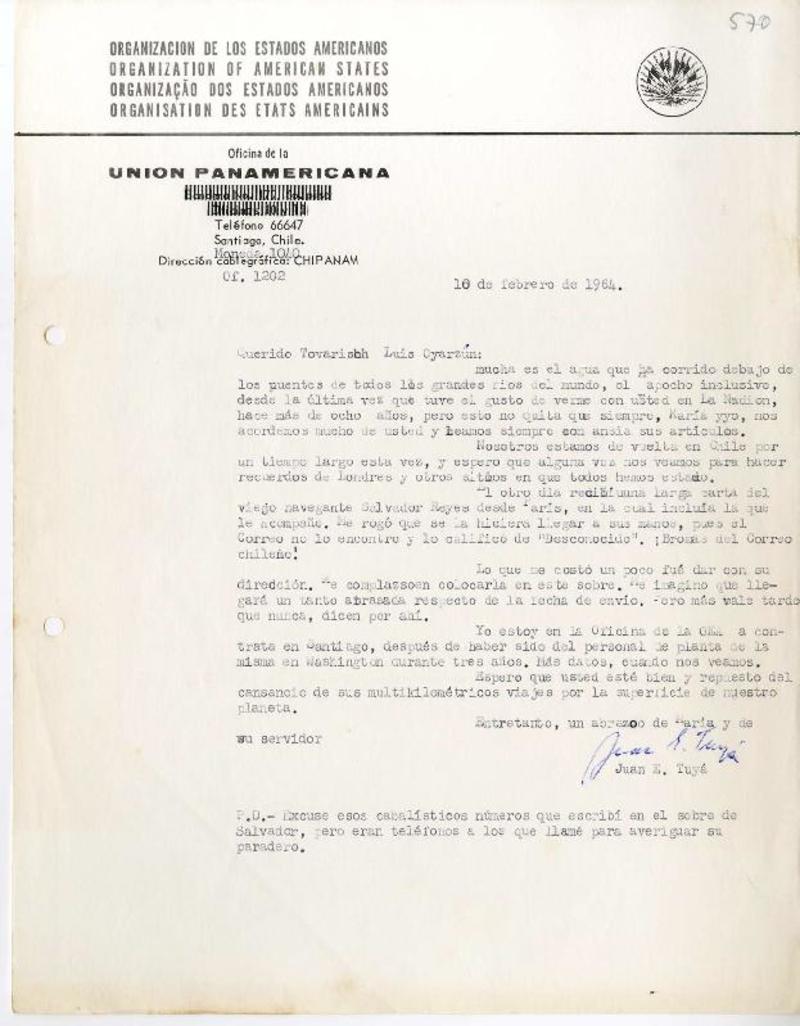 570
ORGANIZACION DE LOS ESTADOS AMERICANOS
ORGANIZATION OF AMERICAN STATES
ORGANIZAÇÃO DOS ESTADOS AMERICANOS
ORGANISATION DES ETATS AMERICAINS
Oficina de la
UNION PANAMERICANA
Teléfono 66647
Santiago, Chile.
Moneda 1040
Dirección cablegráfica: CHIPANAM
Of. 1202
10 de febrero de 1964.
Querido Tovarishh Luis Oyarzún:
mucha es el agua que ha corrido debajo de
los puentes de todos lós grandes rios del mundo, el apocho inclusive,
desde la última vez que tuve el gusto de verme con usted en La Nación,
hace más de ocho años, pero esto no quita que siempre, María yyo, nos
acordemos mucho de usted y leamos siempre con ansia sus artículos.
Nosotros estamos de vuelta en Chile por
un tiempo largo esta vez, y espero que alguna vez nos veamos para hacer
recuerdos de Londres y otros sitios en que todos hemos estado.
El otro día recibíuna larga carta del
viejo navegante Salvador Reyes desde París, en la cual incluía la que
le acompaño. Me rogó que se la hiciera llegar a sus manos, pues el
Correo no lo encontro y lo calificó de "Desconocido". ¡Bromas del Correo
chileño!
Lo que me costó un poco fué dar con su
dirección. Me complazsoen colocarla en este sobre. Me imagino que lle-
gará un tanto atrasada respecto de la fecha de envío. Pero más vale tarde
que nunca, dicen por ahí.
Yo estoy en la Oficina de la OEA a con-
trata en Santiago, después de haber sido del personal de planta de la
misma en Washington durante tres años. Más datos, cuando nos veamos.
Espero que usted esté bien y repuesto del
cansancio de sus multikilométricos viajes por la superficie de nuestro
planeta.
Entretanto, un abrazoo de María y de
su servidor
Juan E. Tuyá
Juan E. Tuyá
P.D.- Excuse esos cabalísticos números que escribí en el sobre de
Salvador, pero eran teléfonos a los que llamé para averiguar su
paradero.